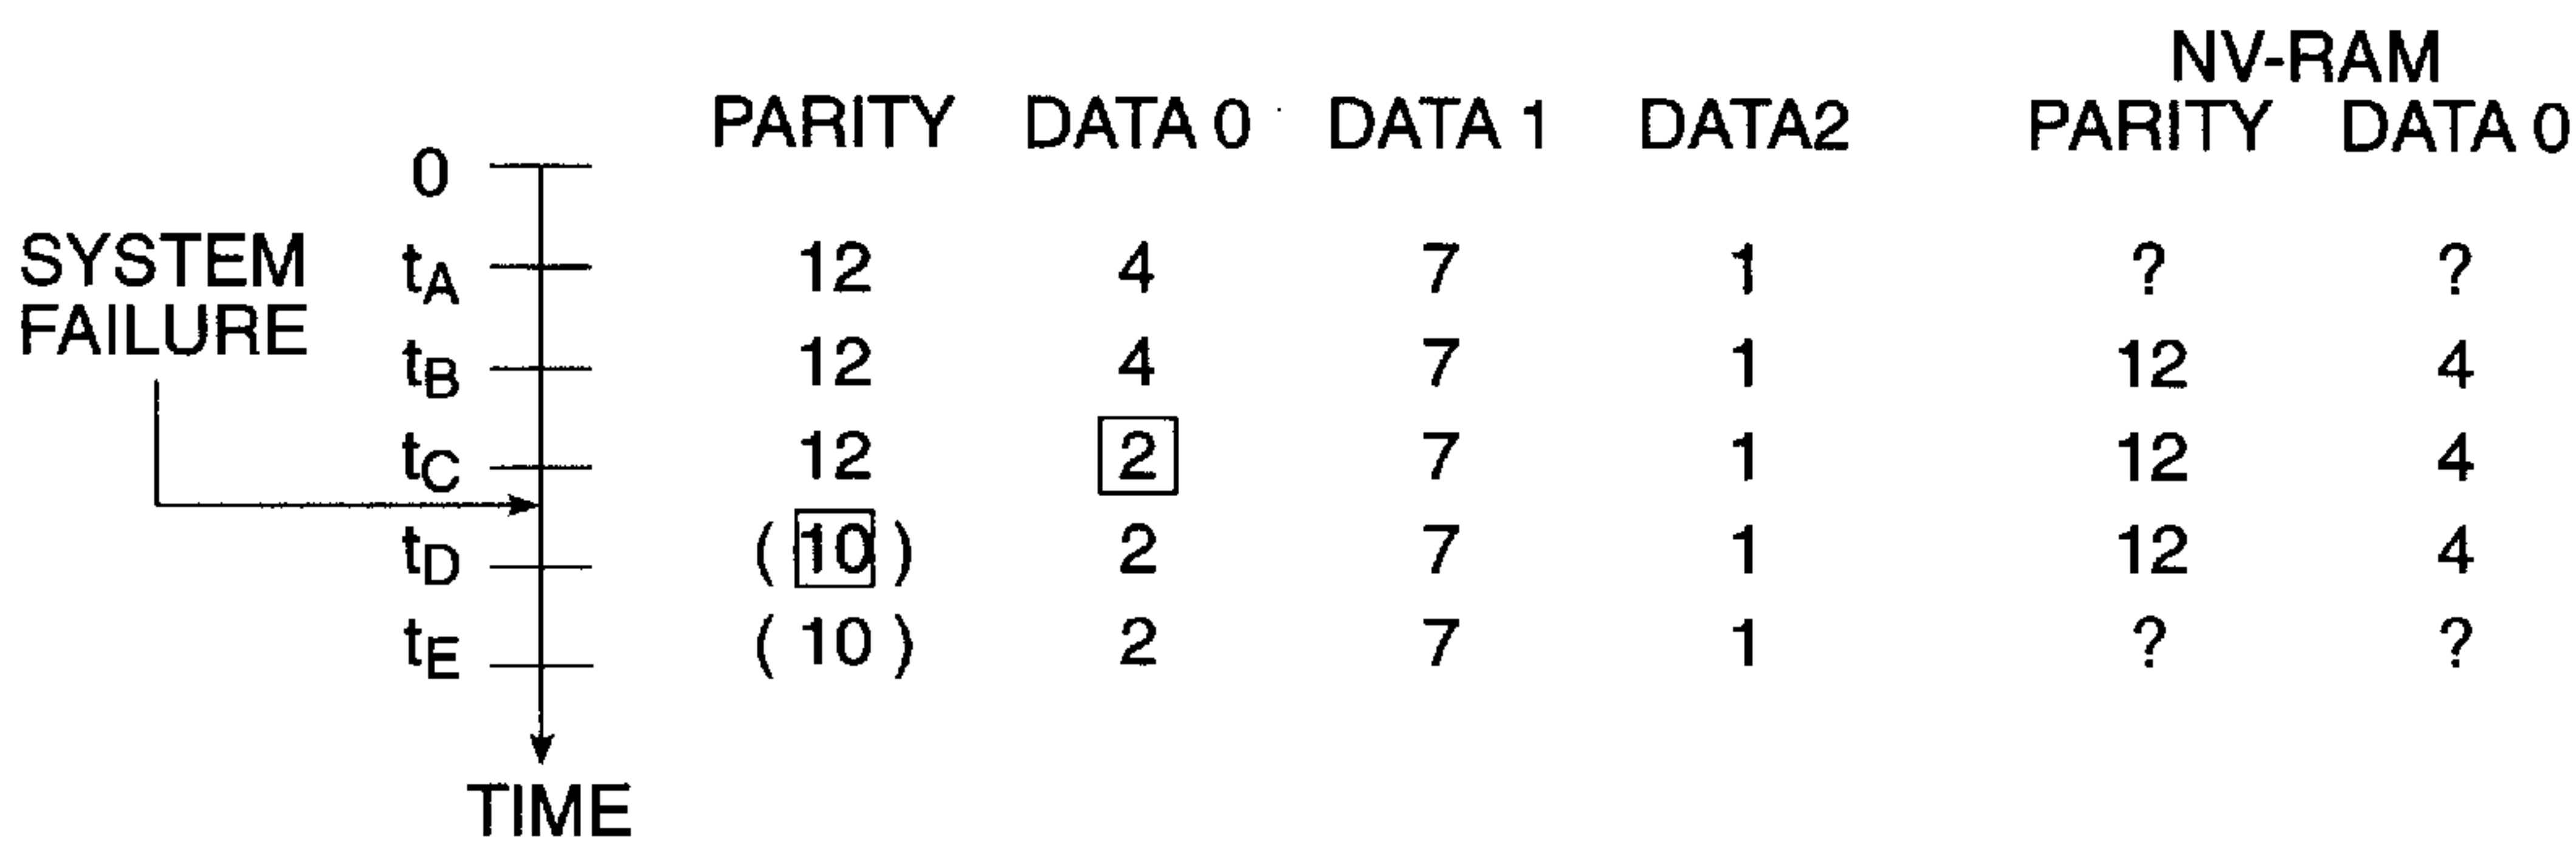 NV-RAM
PARITY DATA 0 DATA 1 DATA2 PARITY DATA 0
0
SYSTEM FAILURE
tA 12 4 7 1 ? ?
tB 12 4 7 1 12 4
tC 12 2 7 1 12 4
tD (10) 2 7 1 12 4
tE (10) 2 7 1 ? ?
TIME